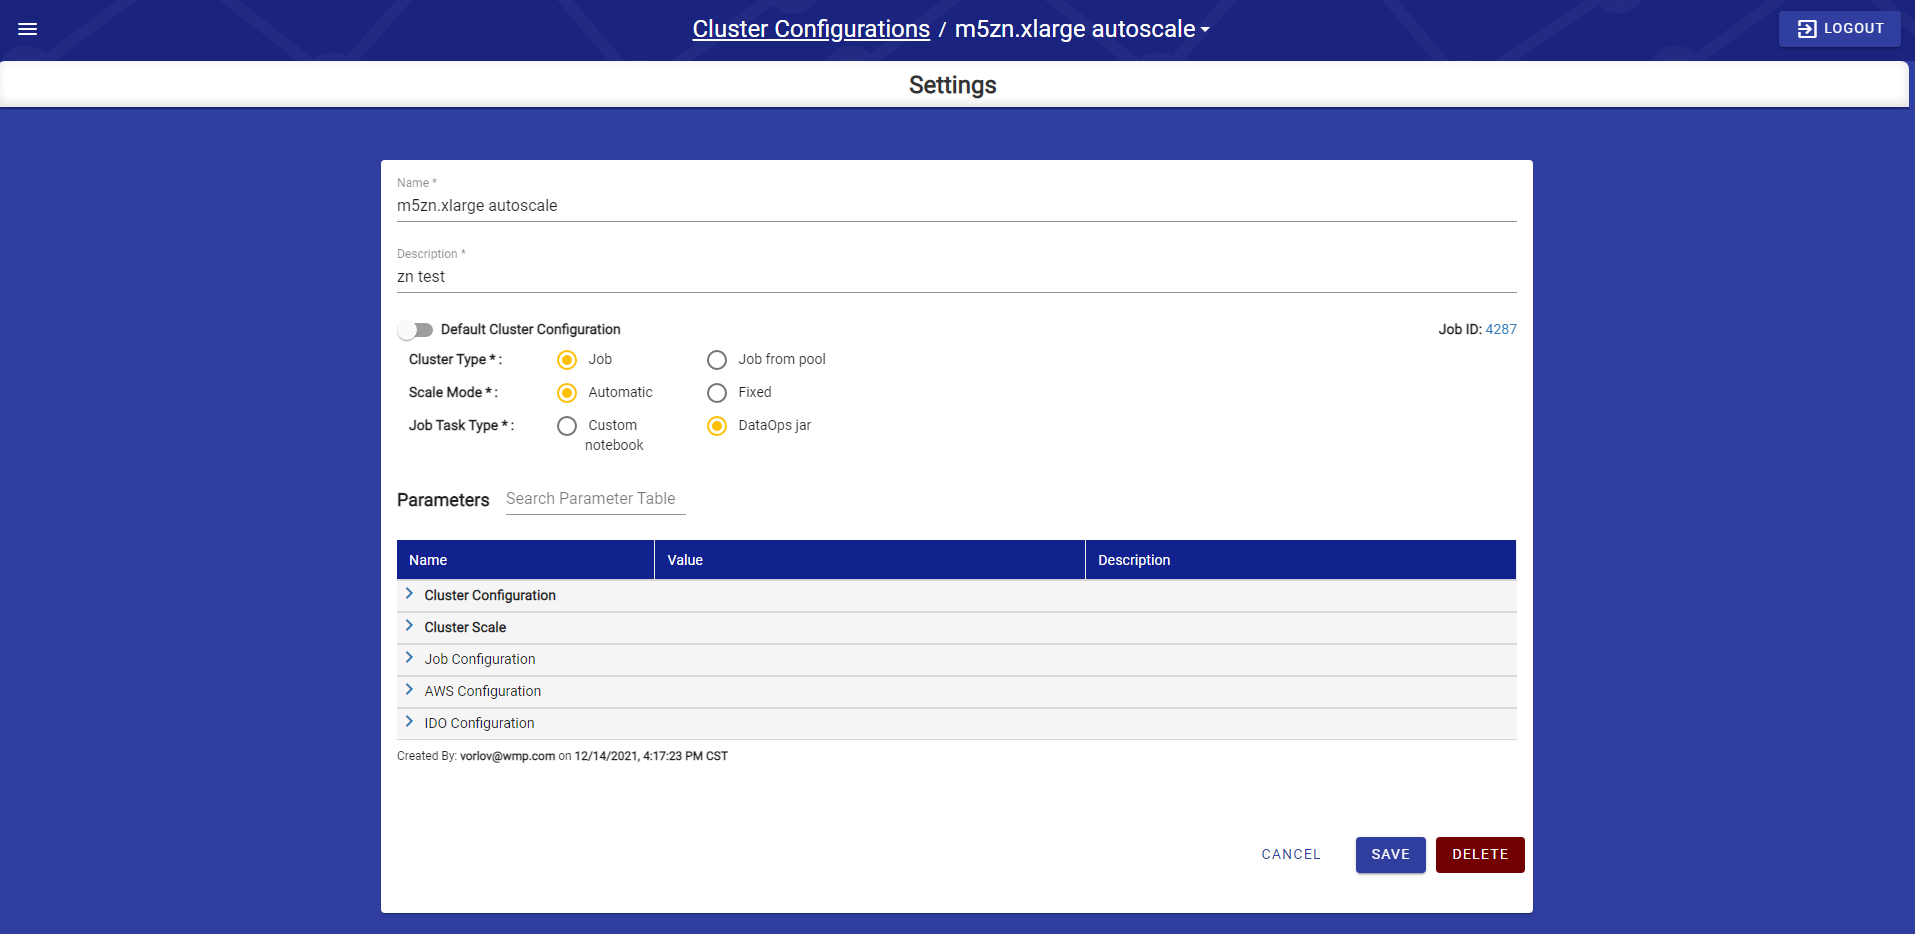 Cluster Configurations / m5zn.xlarge autoscale
LOGOUT
Settings
Name *
m5zn.xlarge autoscale
Description *
zn test
Default Cluster Configuration
Job ID: 4287
Cluster Type * :
Job
Job from pool
Scale Mode * :
Automatic
Fixed
Job Task Type * :
Custom
notebook
DataOps jar
Parameters
Search Parameter Table
Name
Value
Description
Cluster Configuration
Cluster Scale
Job Configuration
AWS Configuration
IDO Configuration
Created By: vorlov@wmp.com on 12/14/2021, 4:17:23 PM CST
CANCEL
SAVE
DELETE